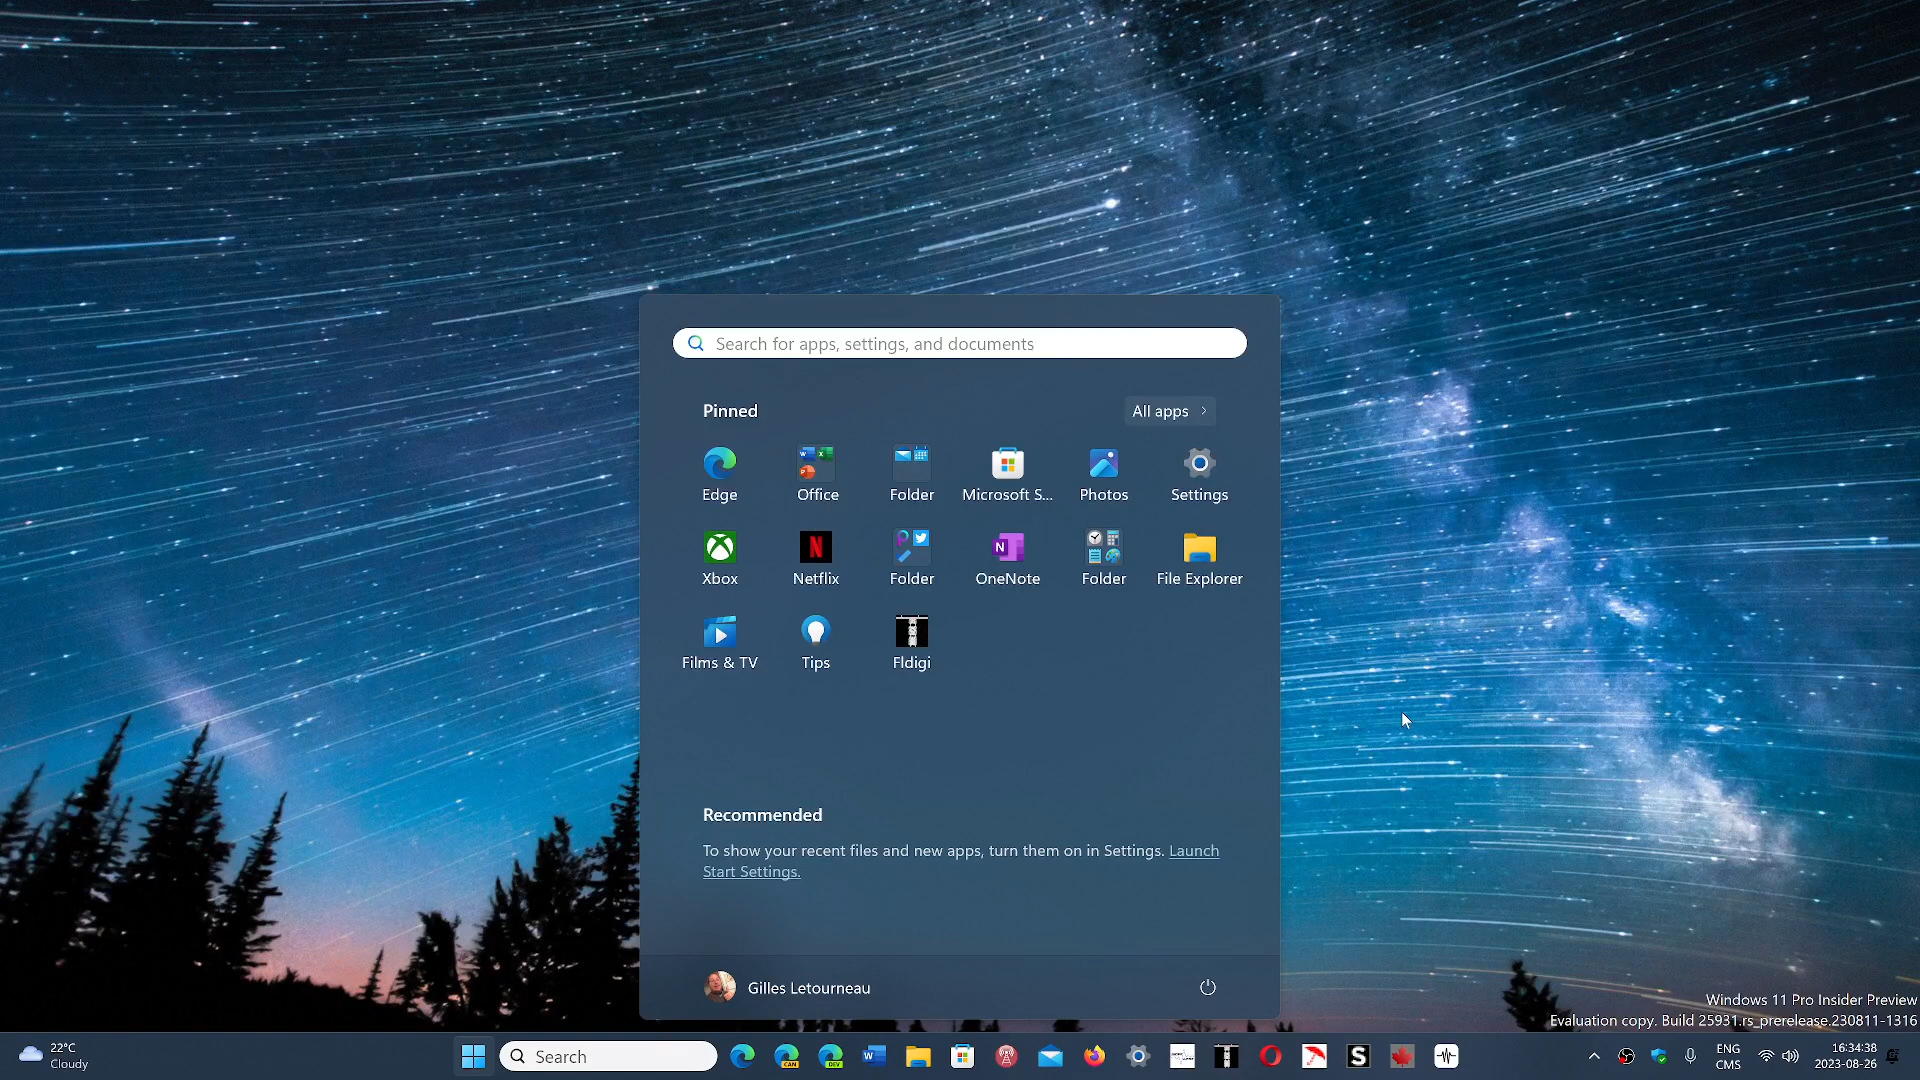 Search for apps, settings, and documents
Pinned
All apps
Edge
Office
Folder
Microsoft S...
Photos
Settings
Xbox
Netflix
Folder
OneNote
Folder
File Explorer
Films & TV
Tips
Fldigi
Recommended
To show your recent files and new apps, turn them on in Settings. Launch
Start Settings.
Gilles Letourneau
Windows 11 Pro Insider Preview
Evaluation copy. Build 25931.rs_prerelease.230811-1316
22°C
Cloudy
Search
CAN
DEV
ENG
CMS
16:34:38
2023-08-26